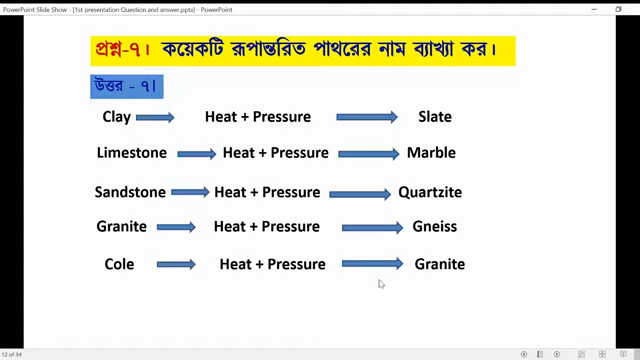 PowerPoint Slide Show - [1st presentation Question and answer.pptx] - PowerPoint
প্রশ্ন-৭। কয়েকটি রূপান্তরিত পাথরের নাম ব্যাখ্যা কর।
উত্তর - ৭।
Clay Heat + Pressure Slate
Limestone Heat + Pressure Marble
Sandstone Heat + Pressure Quartzite
Granite Heat + Pressure Gneiss
Cole Heat + Pressure Granite
12 of 34